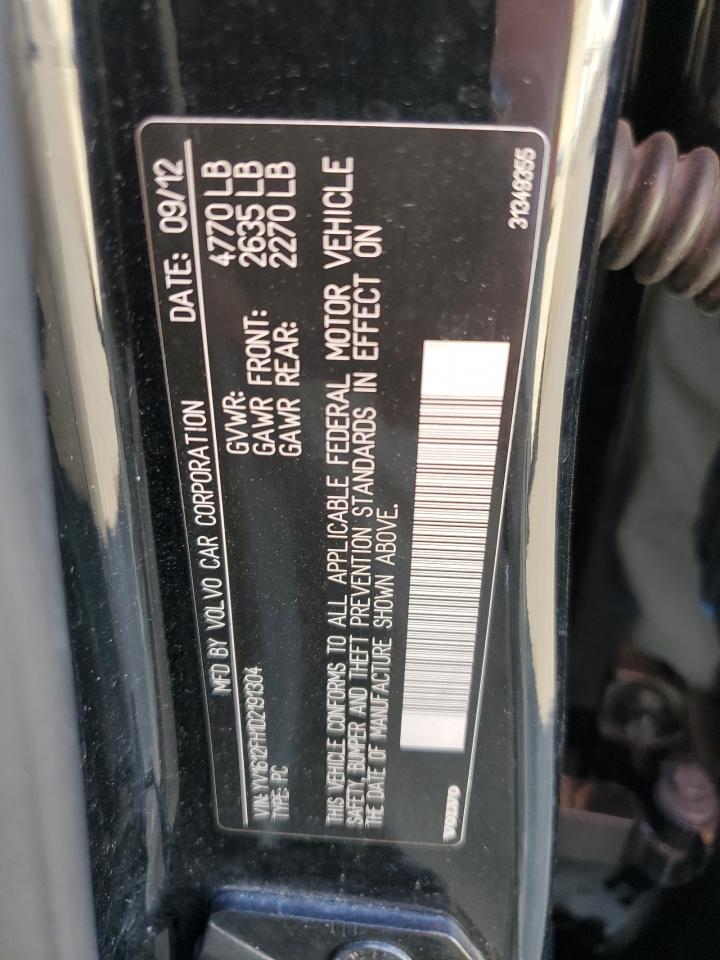 MFD BY VOLVO CAR CORPORATION DATE: 09/12
GVWR: 4770 LB
GAWR FRONT: 2635 LB
GAWR REAR: 2270 LB
VIN: YV1612FH1D2191304
TYPE: PC
THIS VEHICLE CONFORMS TO ALL APPLICABLE FEDERAL MOTOR VEHICLE
SAFETY, BUMPER AND THEFT PREVENTION STANDARDS IN EFFECT ON
THE DATE OF MANUFACTURE SHOWN ABOVE.
VOLVO
31349355